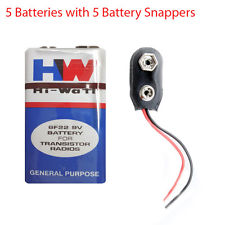 5 Batteries with 5 Battery Snappers
HW
Hi-Watt
6F22 9V
BATTERY
FOR
TRANSISTOR
RADIOS
GENERAL PURPOSE